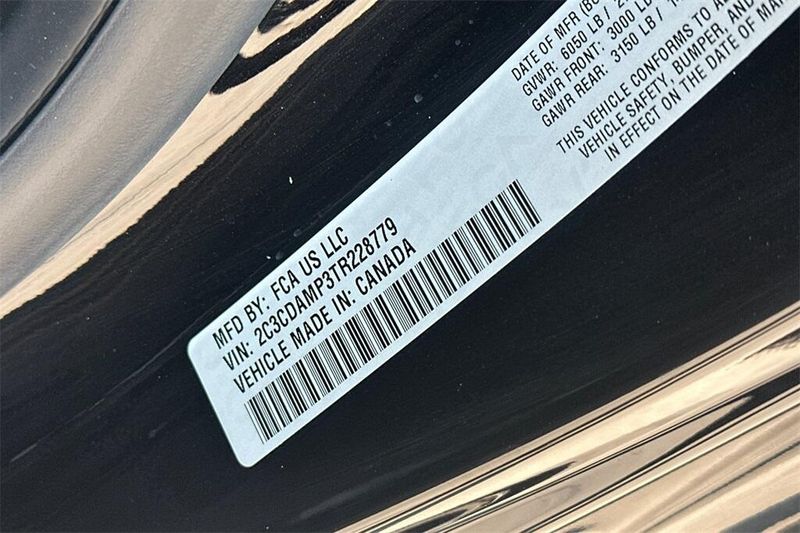 MFD BY: FCA US LLC
VIN: 2C3CDAMP3TR228779
VEHICLE MADE IN: CANADA
DATE OF MFR
GVWR: 6050 LB /
GAWR FRONT: 3000
GAWR REAR: 3150 LB /
THIS VEHICLE CONFORMS TO
VEHICLE SAFETY, BUMPER, AND
IN EFFECT ON THE DATE OF